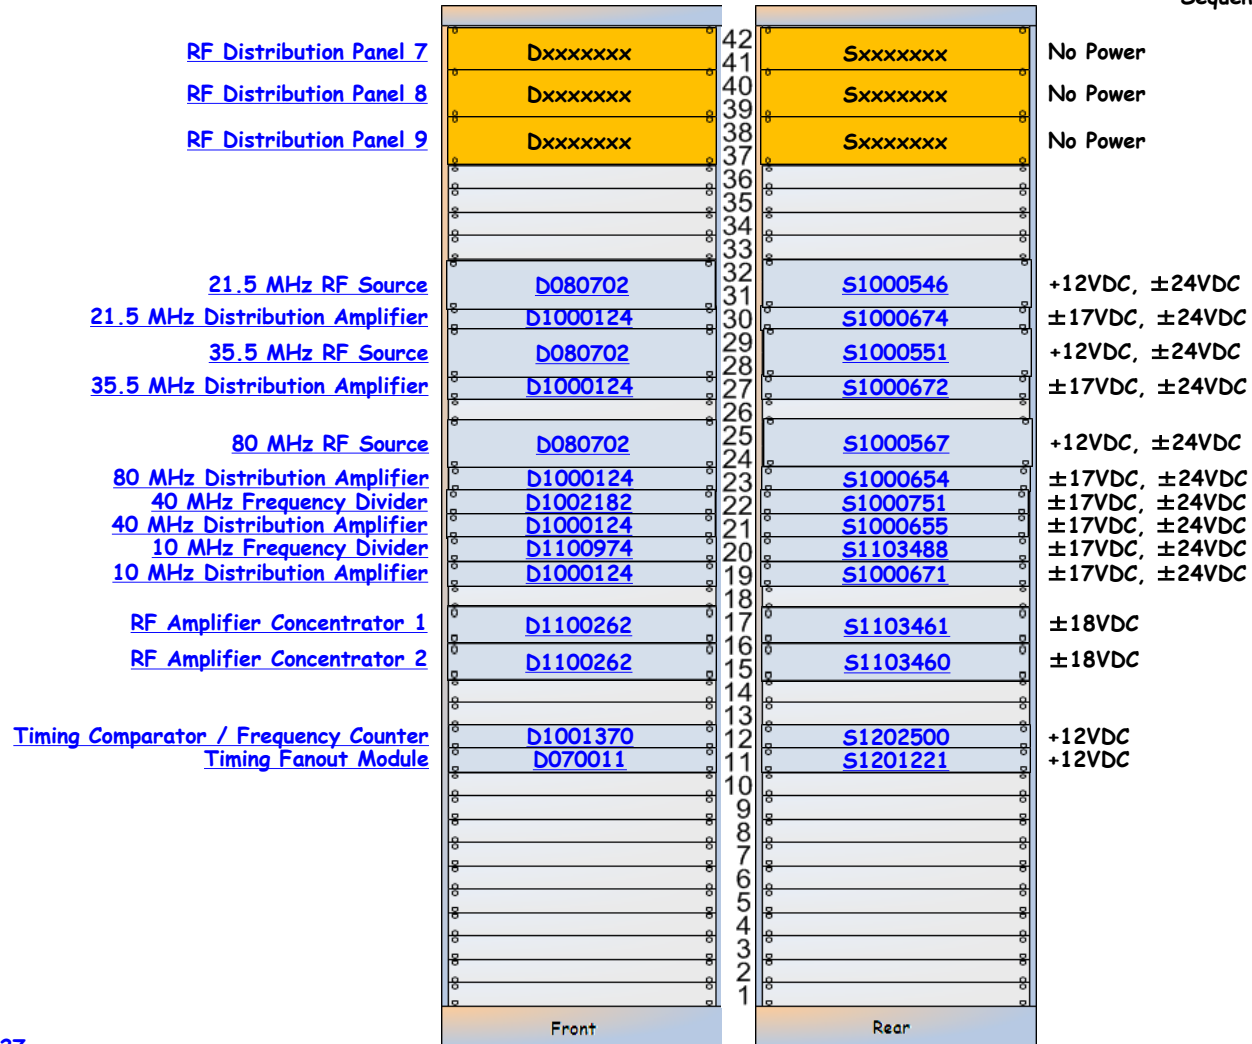 Sequen
RF Distribution Panel 7 Dxxxxxxx 42 Sxxxxxxx No Power
41
RF Distribution Panel 8 Dxxxxxxx 40 Sxxxxxxx No Power
39
RF Distribution Panel 9 Dxxxxxxx 38 Sxxxxxxx No Power
37
36
35
34
33
32
21.5 MHz RF Source D080702 31 S1000546 +12VDC, ±24VDC
21.5 MHz Distribution Amplifier D1000124 30 S1000674 ±17VDC, ±24VDC
29
35.5 MHz RF Source D080702 28 S1000551 +12VDC, ±24VDC
35.5 MHz Distribution Amplifier D1000124 27 S1000672 ±17VDC, ±24VDC
26
80 MHz RF Source D080702 25 S1000567 +12VDC, ±24VDC
24
80 MHz Distribution Amplifier D1000124 23 S1000654 ±17VDC, ±24VDC
40 MHz Frequency Divider D1002182 22 S1000751 ±17VDC, ±24VDC
40 MHz Distribution Amplifier D1000124 21 S1000655 ±17VDC, ±24VDC
10 MHz Frequency Divider D1100974 20 S1103488 ±17VDC, ±24VDC
10 MHz Distribution Amplifier D1000124 19 S1000671 ±17VDC, ±24VDC
18
RF Amplifier Concentrator 1 D1100262 17 S1103461 ±18VDC
16
RF Amplifier Concentrator 2 D1100262 15 S1103460 ±18VDC
14
13
Timing Comparator / Frequency Counter D1001370 12 S1202500 +12VDC
Timing Fanout Module D070011 11 S1201221 +12VDC
10
9
8
7
6
5
4
3
2
1
Front Rear